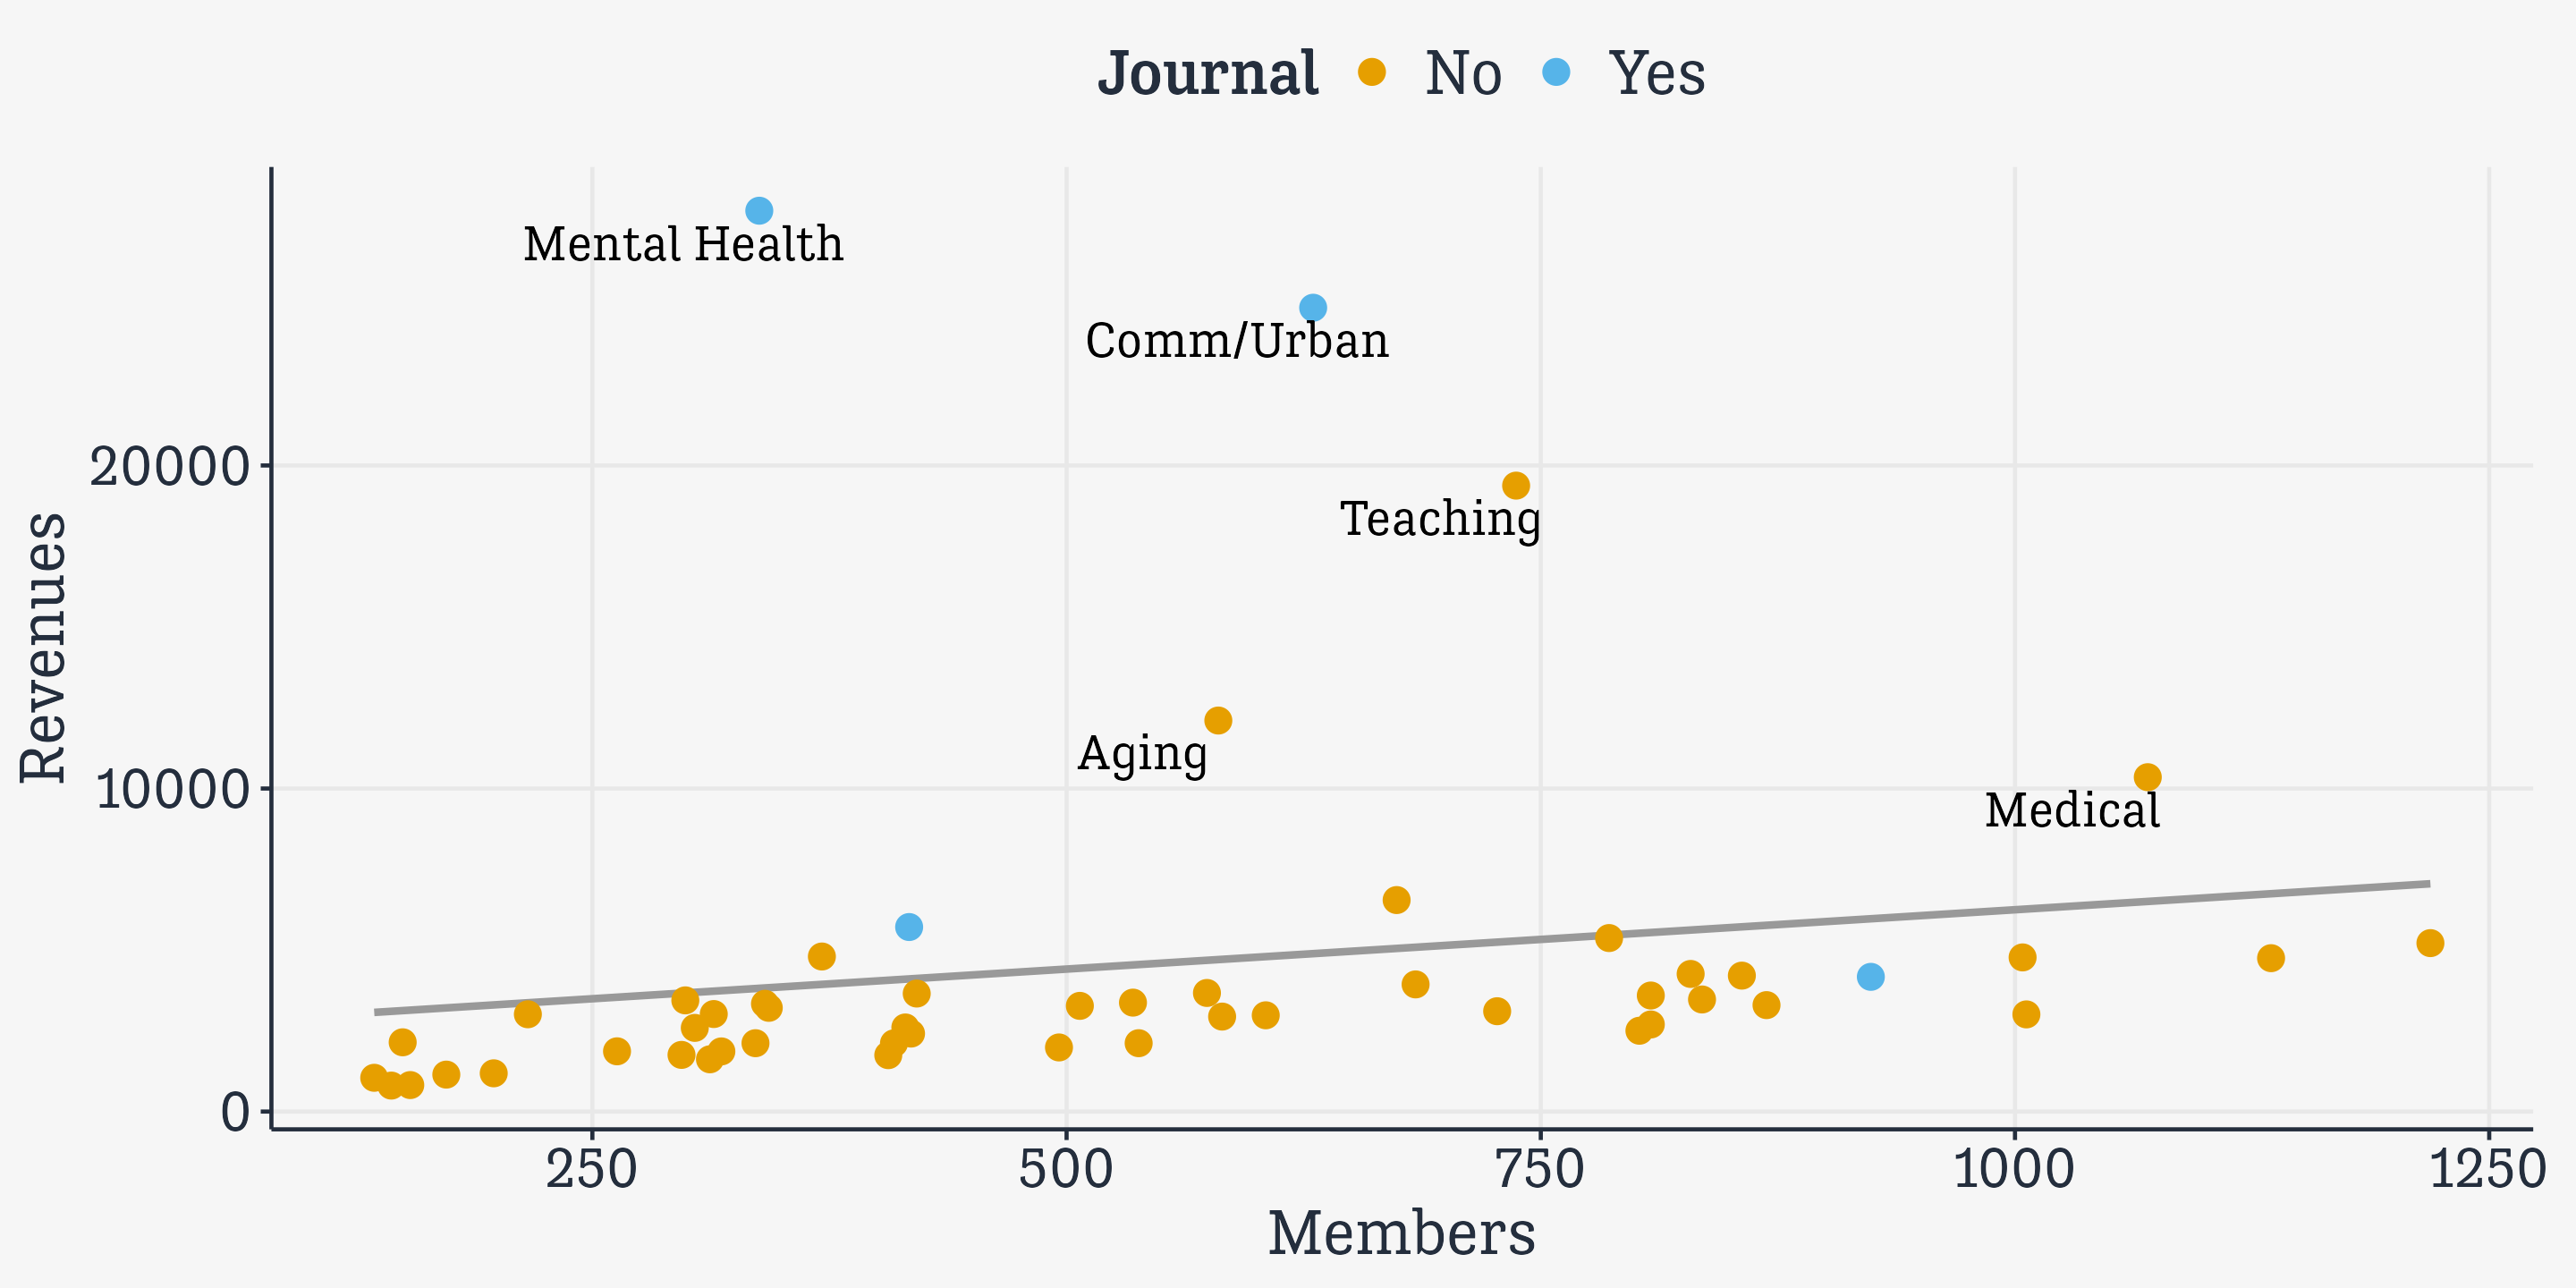 Journal No Yes
Mental Health
Comm/Urban
20000
Teaching
Aging
10000
Medical
0
250 500 750 1000 1250
Members
Revenues